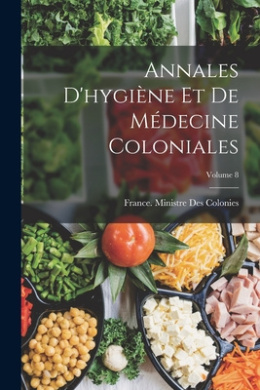 Annales
D'hygiène Et De
Médecine
Coloniales
Volume 8
France. Ministre Des Colonies